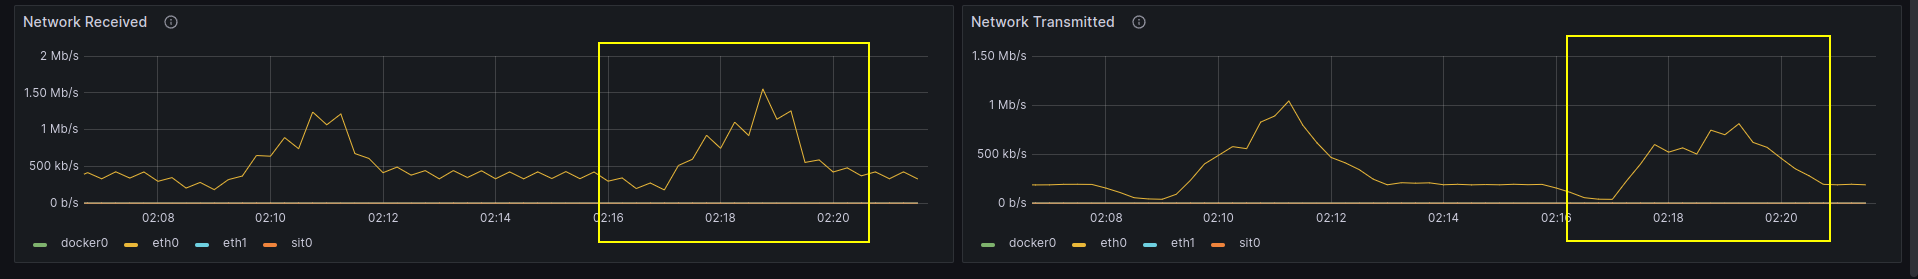 Network Received
2 Mb/s
1.50 Mb/s
1 Mb/s
500 kb/s
0 b/s
02:08 02:10 02:12 02:14 02:16 02:18 02:20
docker0 eth0 eth1 sit0
Network Transmitted
1.50 Mb/s
1 Mb/s
500 kb/s
0 b/s
02:08 02:10 02:12 02:14 02:16 02:18 02:20
docker0 eth0 eth1 sit0